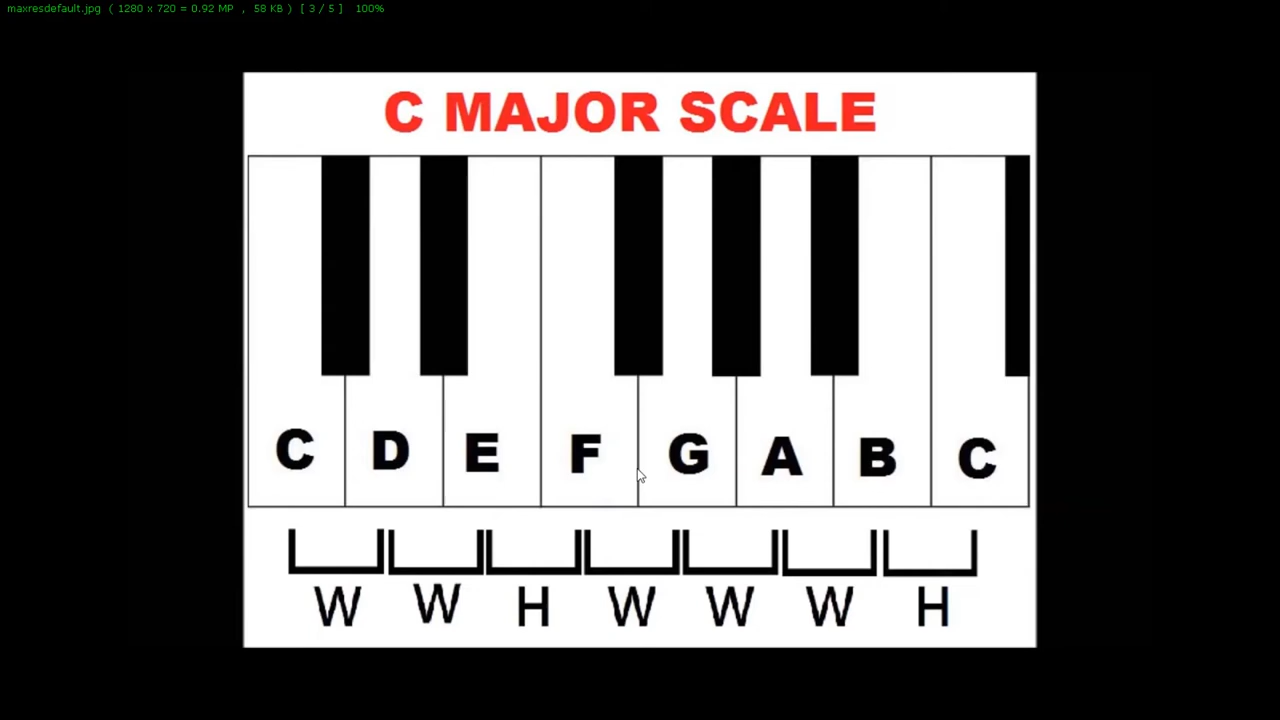 maxresdefault.jpg ( 1280 x 720 = 0.92 MP , 58 KB ) [ 3 / 5 ] 100%
C MAJOR SCALE
C D E F G A B C
W W H W W W H